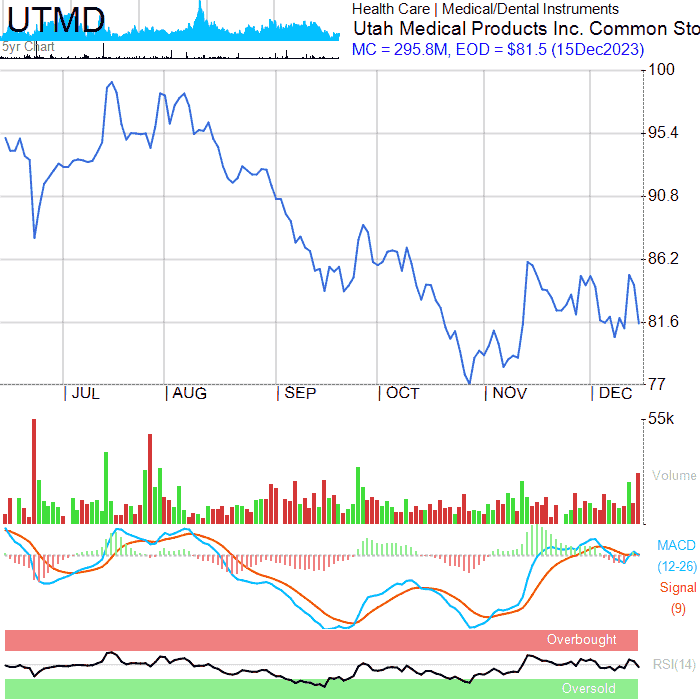 UTMD
5yr Chart
Health Care | Medical/Dental Instruments
Utah Medical Products Inc. Common Sto
MC = 295.8M, EOD = $81.5 (15Dec2023)
100
95.4
90.8
86.2
81.6
77
JUL AUG SEP OCT NOV DEC
55k
Volume
MACD
(12-26)
Signal
(9)
Overbought
RSI(14)
Oversold